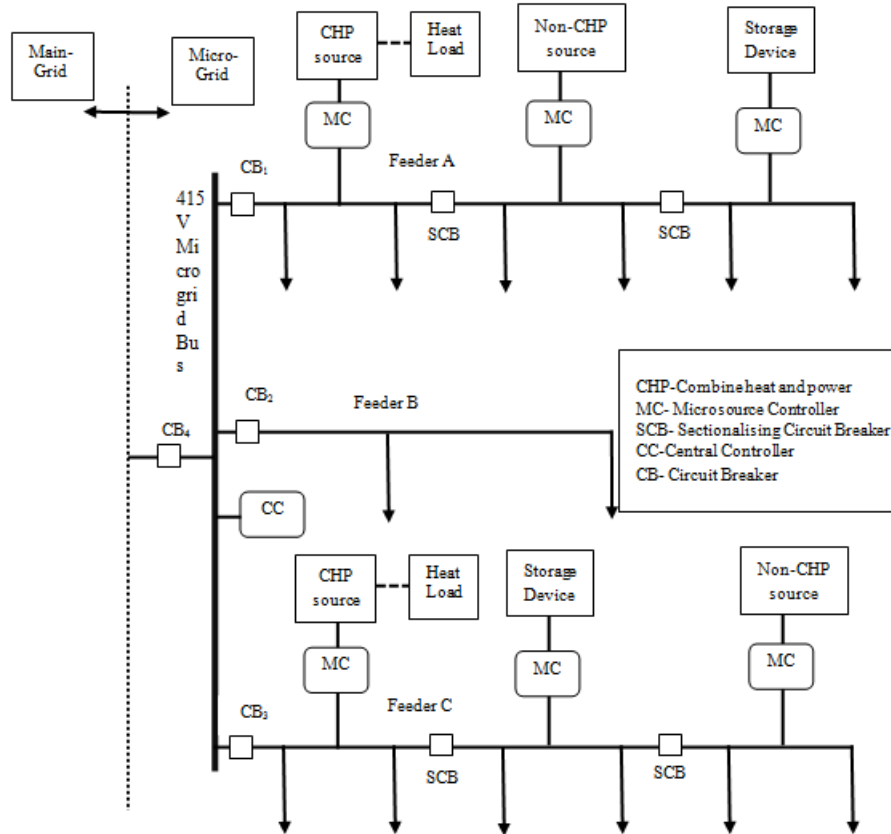 Main-
Grid
Micro-
Grid
CHP
source
Heat
Load
Non-CHP
source
Storage
Device
MC
MC
MC
CB₁
Feeder A
SCB
SCB
415
V Mi
cro
gri
d
Bu
s
CB₂
Feeder B
CB₄
CC
CHP-Combine heat and power
MC- Micro source Controller
SCB- Sectionalising Circuit Breaker
CC-Central Controller
CB- Circuit Breaker
CHP
source
Heat
Load
Storage
Device
Non-CHP
source
MC
MC
MC
CB₃
Feeder C
SCB
SCB